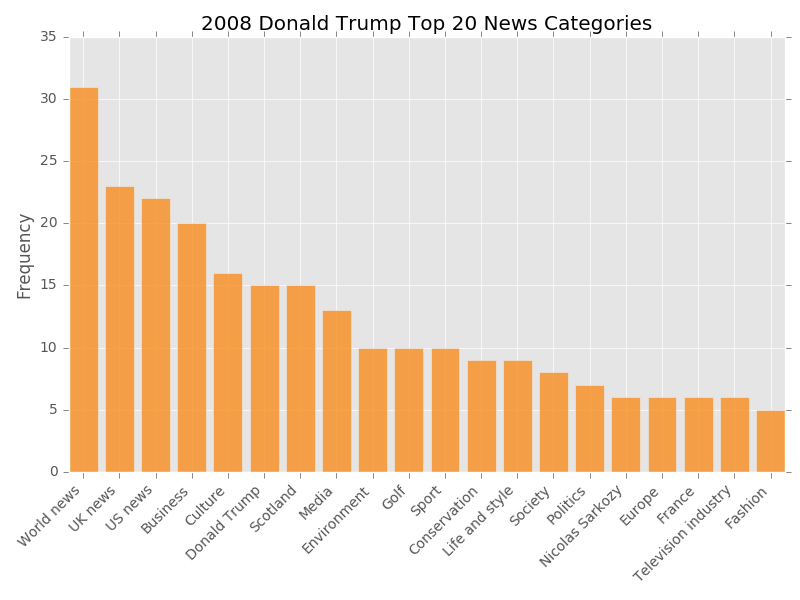 2008 Donald Trump Top 20 News Categories
Frequency
35
30
25
20
15
10
5
0
World news
UK news
US news
Business
Culture
Donald Trump
Scotland
Media
Environment
Golf
Sport
Conservation
Life and style
Society
Politics
Nicolas Sarkozy
Europe
France
Television industry
Fashion